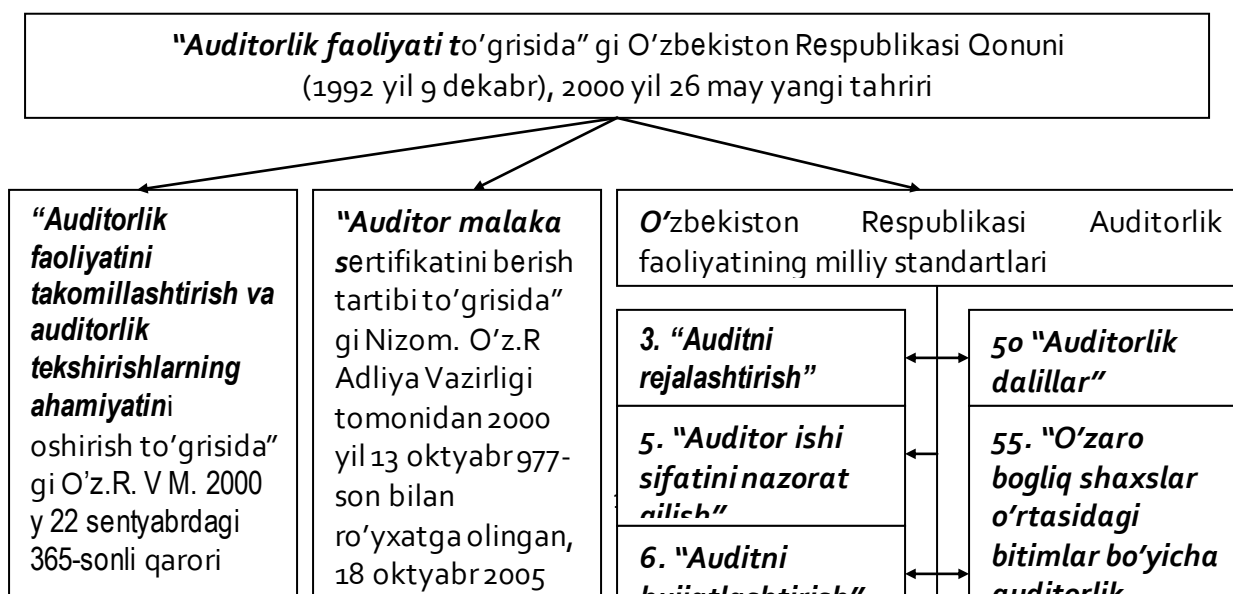 “Auditorlik faoliyati to’grisida” gi O’zbekiston Respublikasi Qonuni
(1992 yil 9 dekabr), 2000 yil 26 may yangi tahriri
“Auditorlik
faoliyatini
takomillashtirish va
auditorlik
tekshirishlarning
ahamiyatini
oshirish to’grisida”
gi O’z.R. V M. 2000
y 22 sentyabrdagi
365-sonli qarori
“Auditor malaka
sertifikatini berish
tartibi to’grisida”
gi Nizom. O’z.R
Adliya Vazirligi
tomonidan 2000
yil 13 oktyabr 977-
son bilan
ro’yxatga olingan,
18 oktyabr 2005
O’zbekiston Respublikasi Auditorlik
faoliyatining milliy standartlari
3. “Auditni
rejalashtirish”
5. “Auditor ishi
sifatini nazorat
qilish”
6. “Auditni
hujjatlashtirish”
50 “Auditorlik
dalillar”
55. “O’zaro
bogliq shaxslar
o’rtasidagi
bitimlar bo’yicha
auditorlik